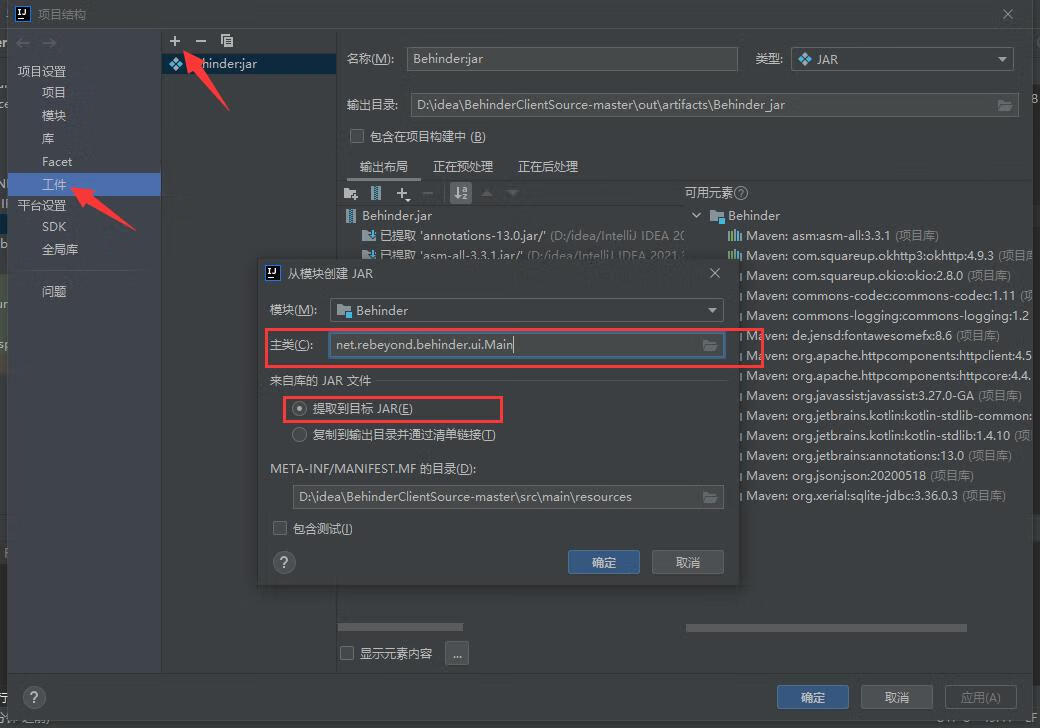 项目结构
项目设置
项目
模块
库
Facet
工件
平台设置
SDK
全局库
问题
hinder:jar
名称(M): Behinder:jar 类型: JAR
输出目录: D:\idea\BehinderClientSource-master\out\artifacts\Behinder_jar
包含在项目构建中 (B)
输出布局 正在预处理 正在后处理
可用元素
Behinder.jar
已提取 'annotations-13.0.jar/' (D:/idea/IntelliJ IDEA 2021.
已提取 'asm-all-3.3.1.jar/' (D:/idea/IntelliJ IDEA 2021.3
Behinder
Maven: asm:asm-all:3.3.1 (项目库)
Maven: com.squareup.okhttp3:okhttp:4.9.3 (项目库
Maven: com.squareup.okio:okio:2.8.0 (项目库)
Maven: commons-codec:commons-codec:1.11 (项
Maven: commons-logging:commons-logging:1.2
Maven: de.jensd:fontawesomefx:8.6 (项目库)
Maven: org.apache.httpcomponents:httpclient:4.5
Maven: org.apache.httpcomponents:httpcore:4.4.
Maven: org.javassist:javassist:3.27.0-GA (项目库)
Maven: org.jetbrains.kotlin:kotlin-stdlib-common:
Maven: org.jetbrains.kotlin:kotlin-stdlib:1.4.10 (项
Maven: org.jetbrains:annotations:13.0 (项目库)
Maven: org.json:json:20200518 (项目库)
Maven: org.xerial:sqlite-jdbc:3.36.0.3 (项目库)
从模块创建 JAR
模块(M): Behinder
主类(C): net.rebeyond.behinder.ui.Main
来自库的 JAR 文件
提取到目标 JAR(E)
复制到输出目录并通过清单链接(T)
META-INF/MANIFEST.MF 的目录(D):
D:\idea\BehinderClientSource-master\src\main\resources
包含测试(I)
? 确定 取消
显示元素内容 ...
? 确定 取消 应用(A)